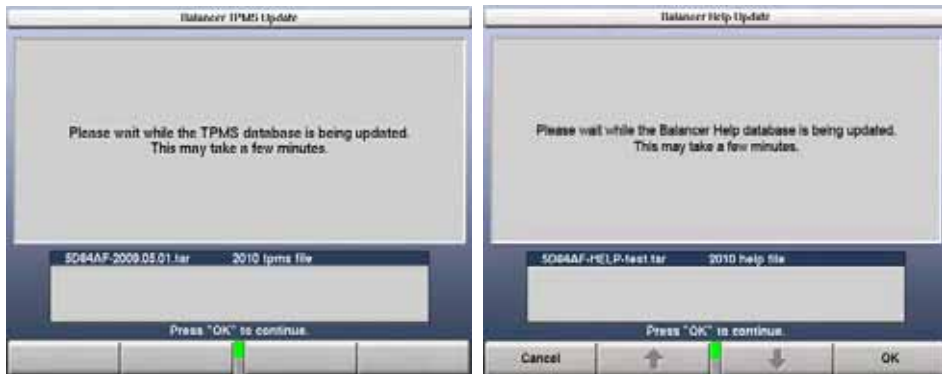 Balancer TPMS Update
Please wait while the TPMS database is being updated.
This may take a few minutes.
5D84AF-2009.05.01.tar 2010 tpms file
Press "OK" to continue.
Balancer Help Update
Please wait while the Balancer Help database is being updated.
This may take a few minutes.
5D84AF-HELP-test.tar 2010 help file
Press "OK" to continue.
Cancel OK